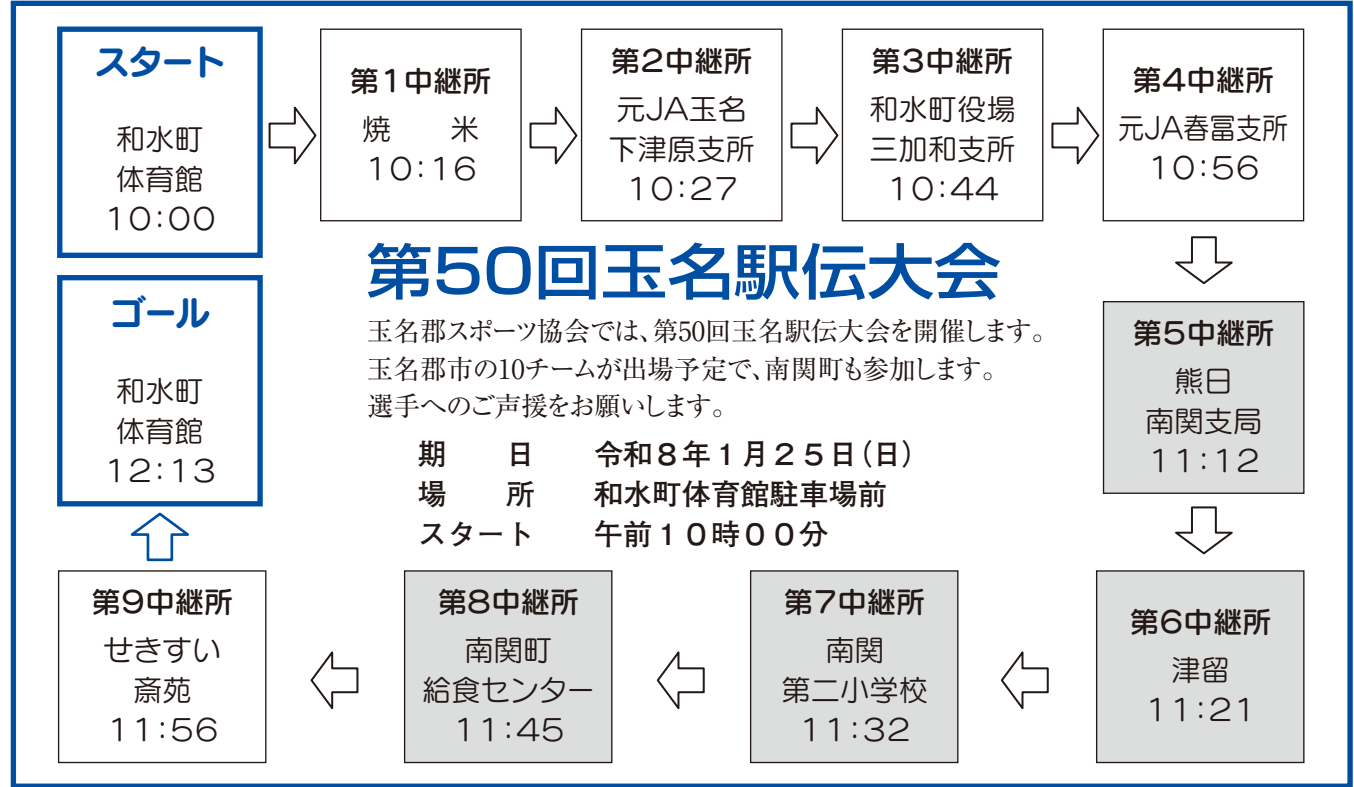 スタート
和水町
体育館
10:00
第1中継所
焼　米
10:16
第2中継所
元JA玉名
下津原支所
10:27
第3中継所
和水町役場
三加和支所
10:44
第4中継所
元JA春冨支所
10:56
第50回玉名駅伝大会
玉名郡スポーツ協会では、第50回玉名駅伝大会を開催します。
玉名郡市の10チームが出場予定で、南関町も参加します。
選手へのご声援をお願いします。
期　日　令和8年1月25日(日)
場　所　和水町体育館駐車場前
スタート　午前10時00分
第5中継所
熊日
南関支局
11:12
第6中継所
津留
11:21
第7中継所
南関
第二小学校
11:32
第8中継所
南関町
給食センター
11:45
第9中継所
せきすい
斎苑
11:56
ゴール
和水町
体育館
12:13